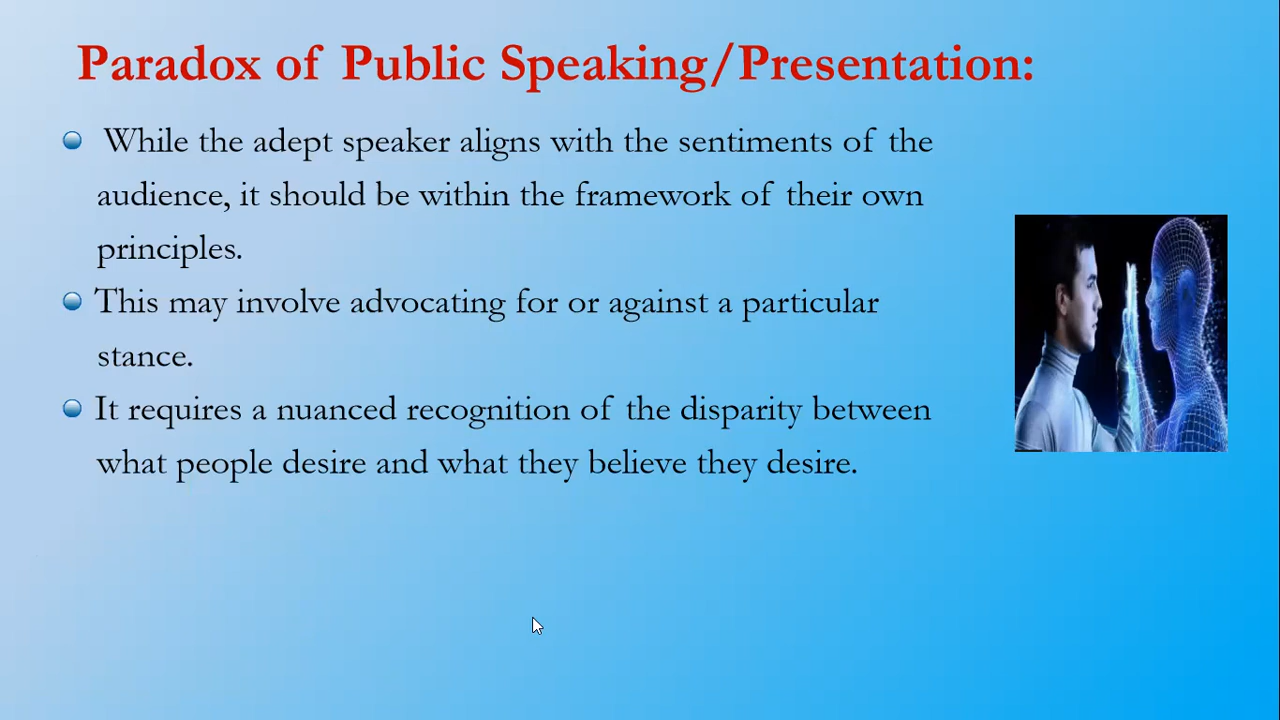 Paradox of Public Speaking/Presentation:
While the adept speaker aligns with the sentiments of the
audience, it should be within the framework of their own
principles.
This may involve advocating for or against a particular
stance.
It requires a nuanced recognition of the disparity between
what people desire and what they believe they desire.